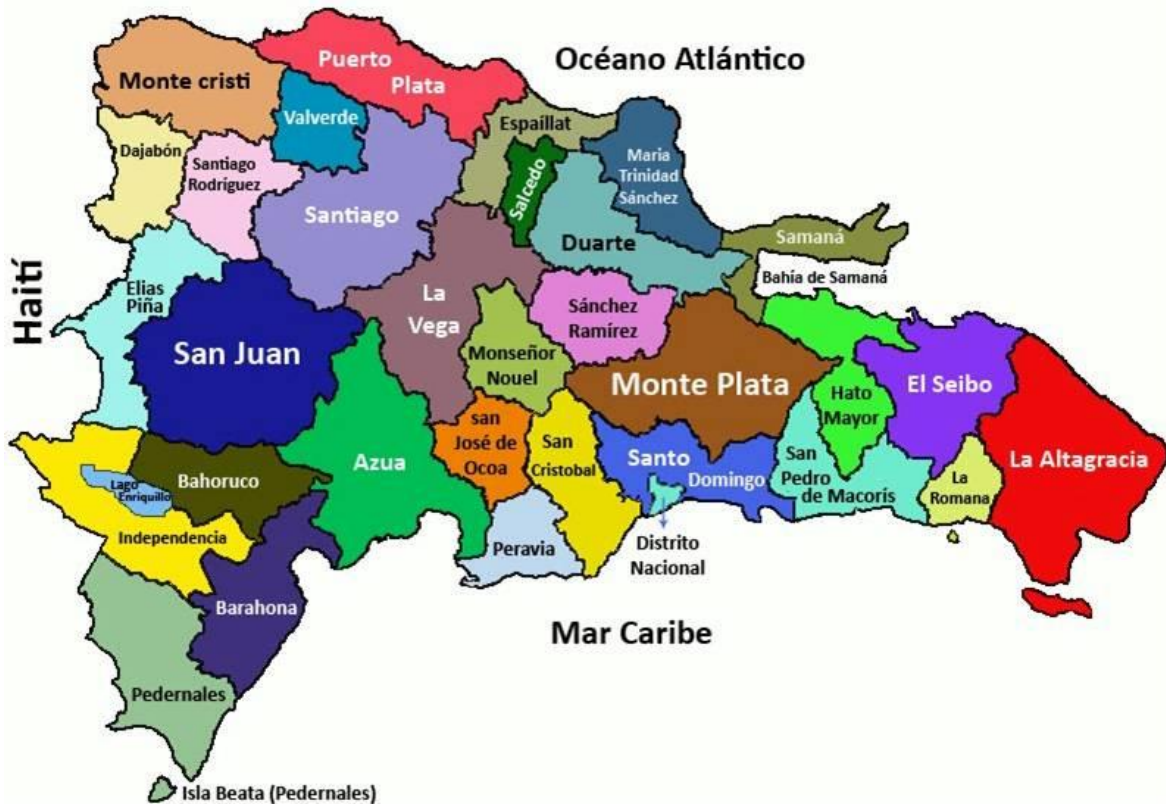 Océano Atlántico
Puerto
Plata
Monte cristi
Valverde
Espaillat
Dajabón
Santiago
Rodríguez
Salcedo
Maria
Trinidad
Sánchez
Santiago
Duarte
Samaná
Bahía de Samaná
Haití
Elias
Piña
La
Vega
Sánchez
Ramírez
San Juan
Monseñor
Nouel
Monte Plata
El Seibo
Hato
Mayor
san
José de
Ocoa
San
Cristobal
Azua
Santo
Domingo
San
Pedro
de Macorís
La
Romana
La Altagracia
Bahoruco
Lago
Enriquillo
Independencia
Peravia
Distrito
Nacional
Barahona
Mar Caribe
Pedernales
Isla Beata (Pedernales)